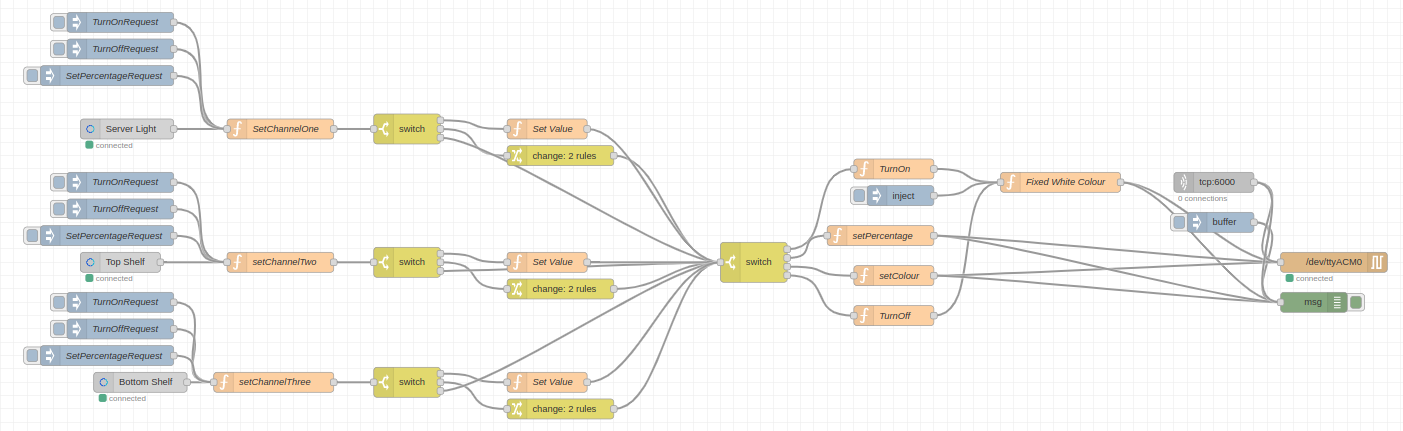 TurnOnRequest
TurnOffRequest
SetPercentageRequest
Server Light
connected
SetChannelOne
switch
Set Value
change: 2 rules
TurnOnRequest
TurnOffRequest
SetPercentageRequest
Top Shelf
connected
setChannelTwo
switch
Set Value
change: 2 rules
TurnOnRequest
TurnOffRequest
SetPercentageRequest
Bottom Shelf
connected
setChannelThree
switch
Set Value
change: 2 rules
switch
TurnOn
inject
setPercentage
setColour
TurnOff
Fixed White Colour
tcp:6000
0 connections
buffer
/dev/ttyACM0
connected
msg